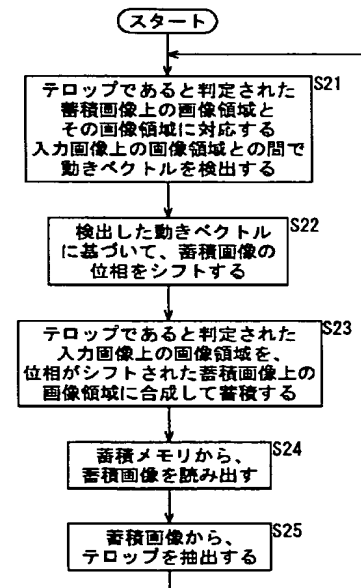 スタート
S21
テロップであると判定された
蓄積画像上の画像領域と
その画像領域に対応する
入力画像上の画像領域との間で
動きベクトルを検出する
S22
検出した動きベクトル
に基づいて、蓄積画像の
位相をシフトする
S23
テロップであると判定された
入力画像上の画像領域を、
位相がシフトされた蓄積画像上の
画像領域に合成して蓄積する
S24
蓄積メモリから、
蓄積画像を読み出す
S25
蓄積画像から、
テロップを抽出する